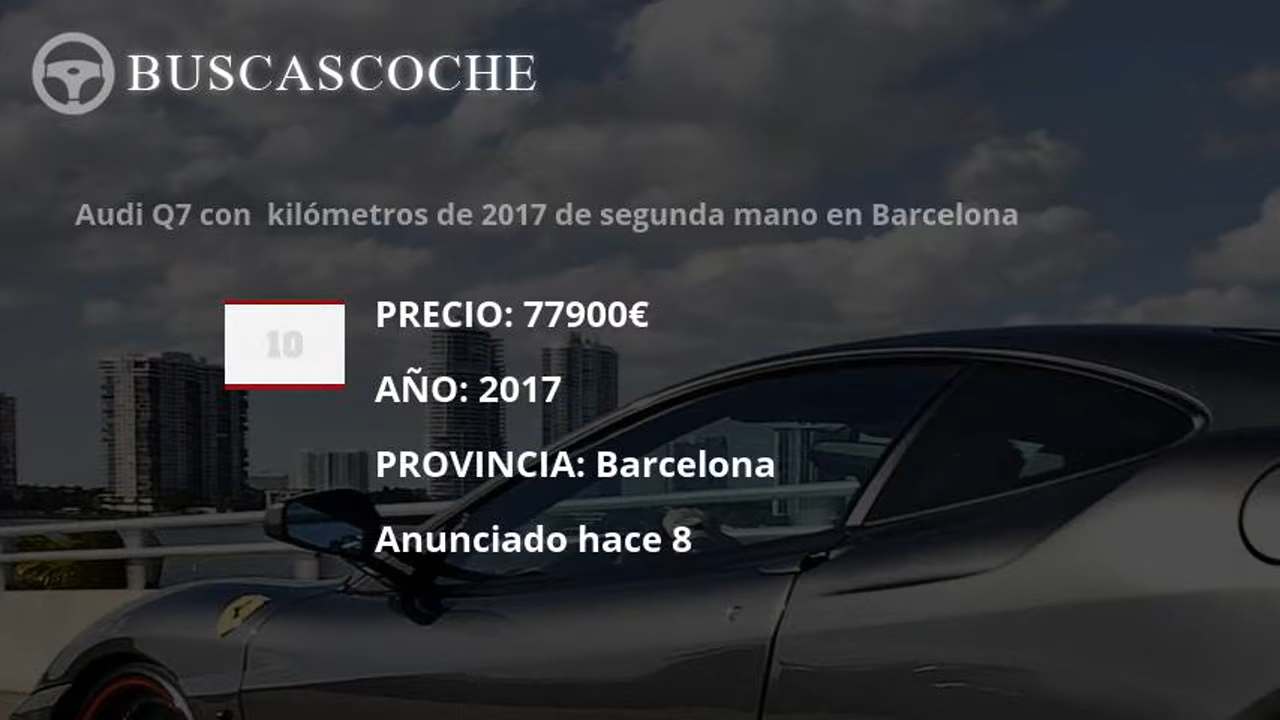 BUSCASCOCHE
Audi Q7 con  kilómetros de 2017 de segunda mano en Barcelona
10
PRECIO: 77900€
AÑO: 2017
PROVINCIA: Barcelona
Anunciado hace 8